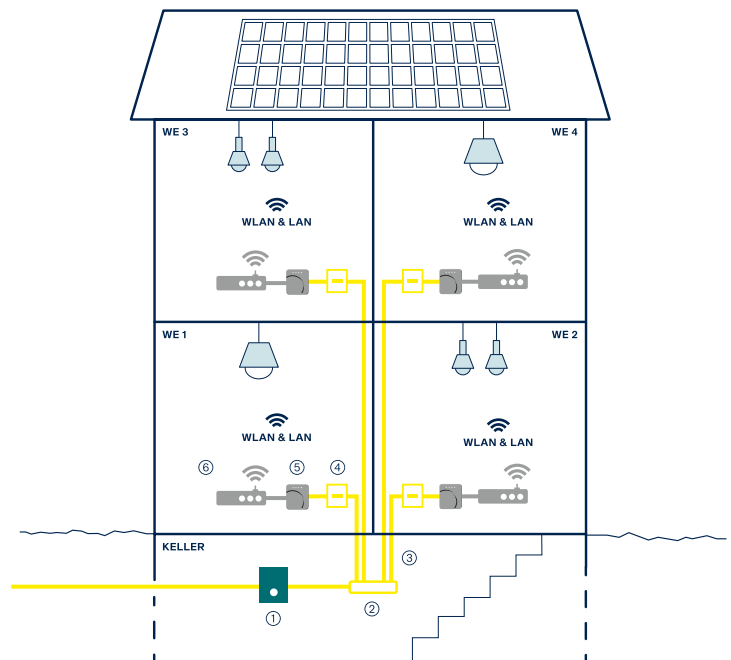 WE 3
WE 4
WLAN & LAN
WLAN & LAN
WE 1
WE 2
WLAN & LAN
WLAN & LAN
⑥
⑤
④
KELLER
③
②
①